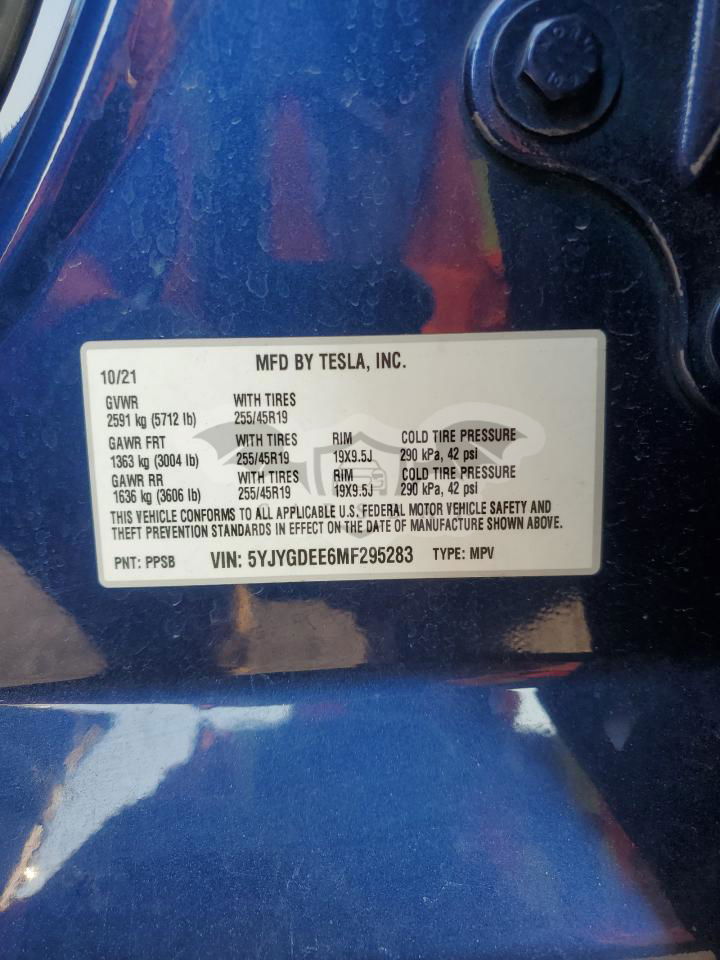 10/21 MFD BY TESLA, INC.
GVWR WITH TIRES
2591 kg (5712 lb) 255/45R19
GAWR FRT WITH TIRES RIM COLD TIRE PRESSURE
1363 kg (3004 lb) 255/45R19 19X9.5J 290 kPa, 42 psi
GAWR RR WITH TIRES RIM COLD TIRE PRESSURE
1636 kg (3606 lb) 255/45R19 19X9.5J 290 kPa, 42 psi
THIS VEHICLE CONFORMS TO ALL APPLICABLE U.S. FEDERAL MOTOR VEHICLE SAFETY AND
THEFT PREVENTION STANDARDS IN EFFECT ON THE DATE OF MANUFACTURE SHOWN ABOVE.
PNT: PPSB VIN: 5YJYGDEE6MF295283 TYPE: MPV